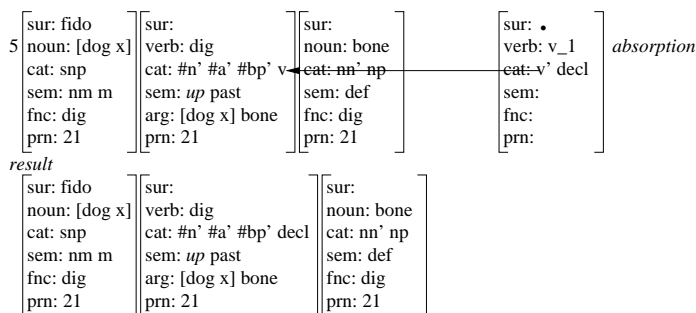 sur: fido sur: sur: sur: •
5 noun: [dog x] verb: dig noun: bone verb: v_1 absorption
cat: snp cat: #n’ #a’ #bp’ v cat: nn’ np cat: v’ decl
sem: nm m sem: up past sem: def sem:
fnc: dig arg: [dog x] bone fnc: dig fnc:
prn: 21 prn: 21 prn: 21 prn:
result
sur: fido sur: sur:
noun: [dog x] verb: dig noun: bone
cat: snp cat: #n’ #a’ #bp’ decl cat: nn’ np
sem: nm m sem: up past sem: def
fnc: dig arg: [dog x] bone fnc: dig
prn: 21 prn: 21 prn: 21